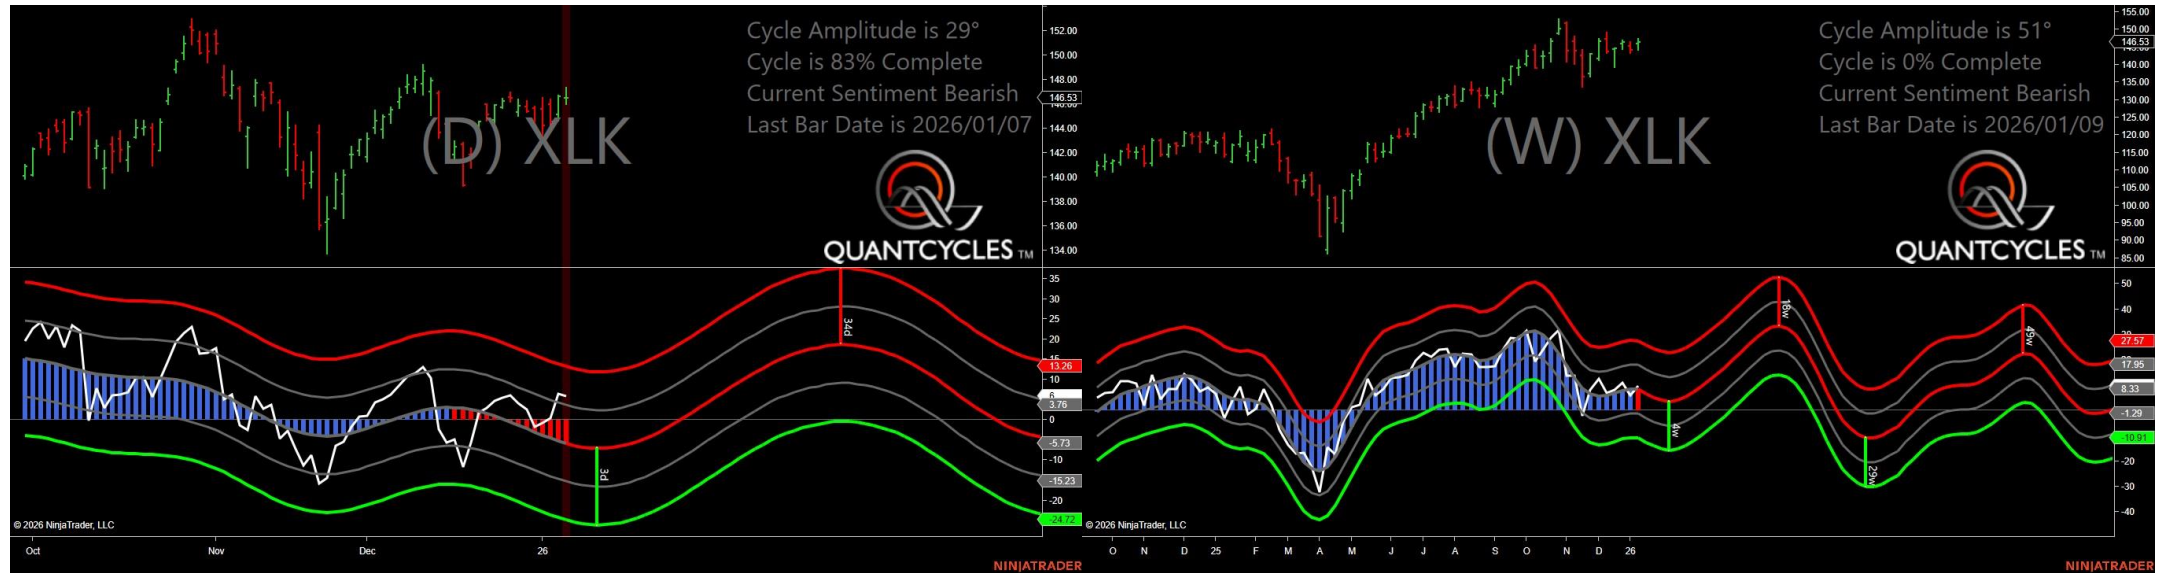 Cycle Amplitude is 29°
Cycle is 83% Complete
Current Sentiment Bearish
Last Bar Date is 2026/01/07
(D) XLK
QUANTCYCLES TM
152.00
150.00
148.00
146.53
146.00
144.00
142.00
140.00
138.00
136.00
134.00
35
30
25
20
15
13.26
10
6
3.76
0
-5.73
-10
-15.23
-20
-24.72
34d
3d
© 2026 NinjaTrader, LLC
Oct Nov Dec 26
NINJATRADER
Cycle Amplitude is 51°
Cycle is 0% Complete
Current Sentiment Bearish
Last Bar Date is 2026/01/09
(W) XLK
QUANTCYCLES TM
155.00
150.00
146.53
140.00
135.00
130.00
125.00
120.00
115.00
110.00
105.00
100.00
95.00
90.00
85.00
50
40
27.57
17.95
8.33
-1.29
-10.91
-20
-30
-40
18w
49w
4w
29w
© 2026 NinjaTrader, LLC
O N D 25 F M A M J J A S O N D 26
NINJATRADER